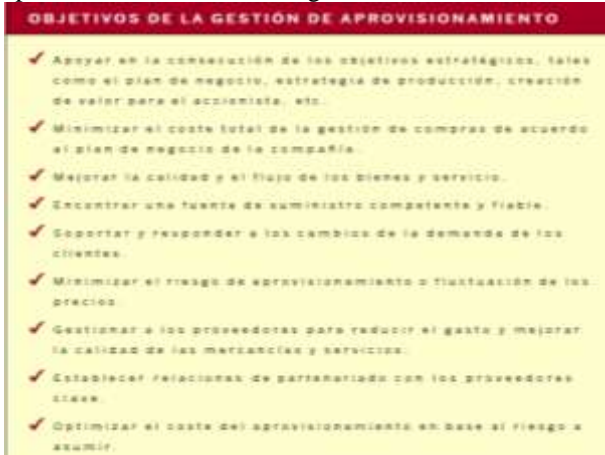 OBJETIVOS DE LA GESTIÓN DE APROVISIONAMIENTO
Apoyar en la consecución de los objetivos estratégicos, tales
como el plan de negocio, estrategia de producción, creación
de valor para el accionista, etc.
Minimizar el coste total de la gestión de compras de acuerdo
al plan de negocio de la compañía.
Mejorar la calidad y el flujo de los bienes y servicio.
Encontrar una fuente de suministro competente y fiable.
Soportar y responder a los cambios de la demanda de los
clientes.
Minimizar el riesgo de aprovisionamiento o fluctuación de los
precios.
Gestionar a los proveedores para reducir el gasto y mejorar
la calidad de las mercancías y servicios.
Establecer relaciones de partenariado con los proveedores
clave.
Optimizar el coste del aprovisionamiento en base al riesgo a
asumir.